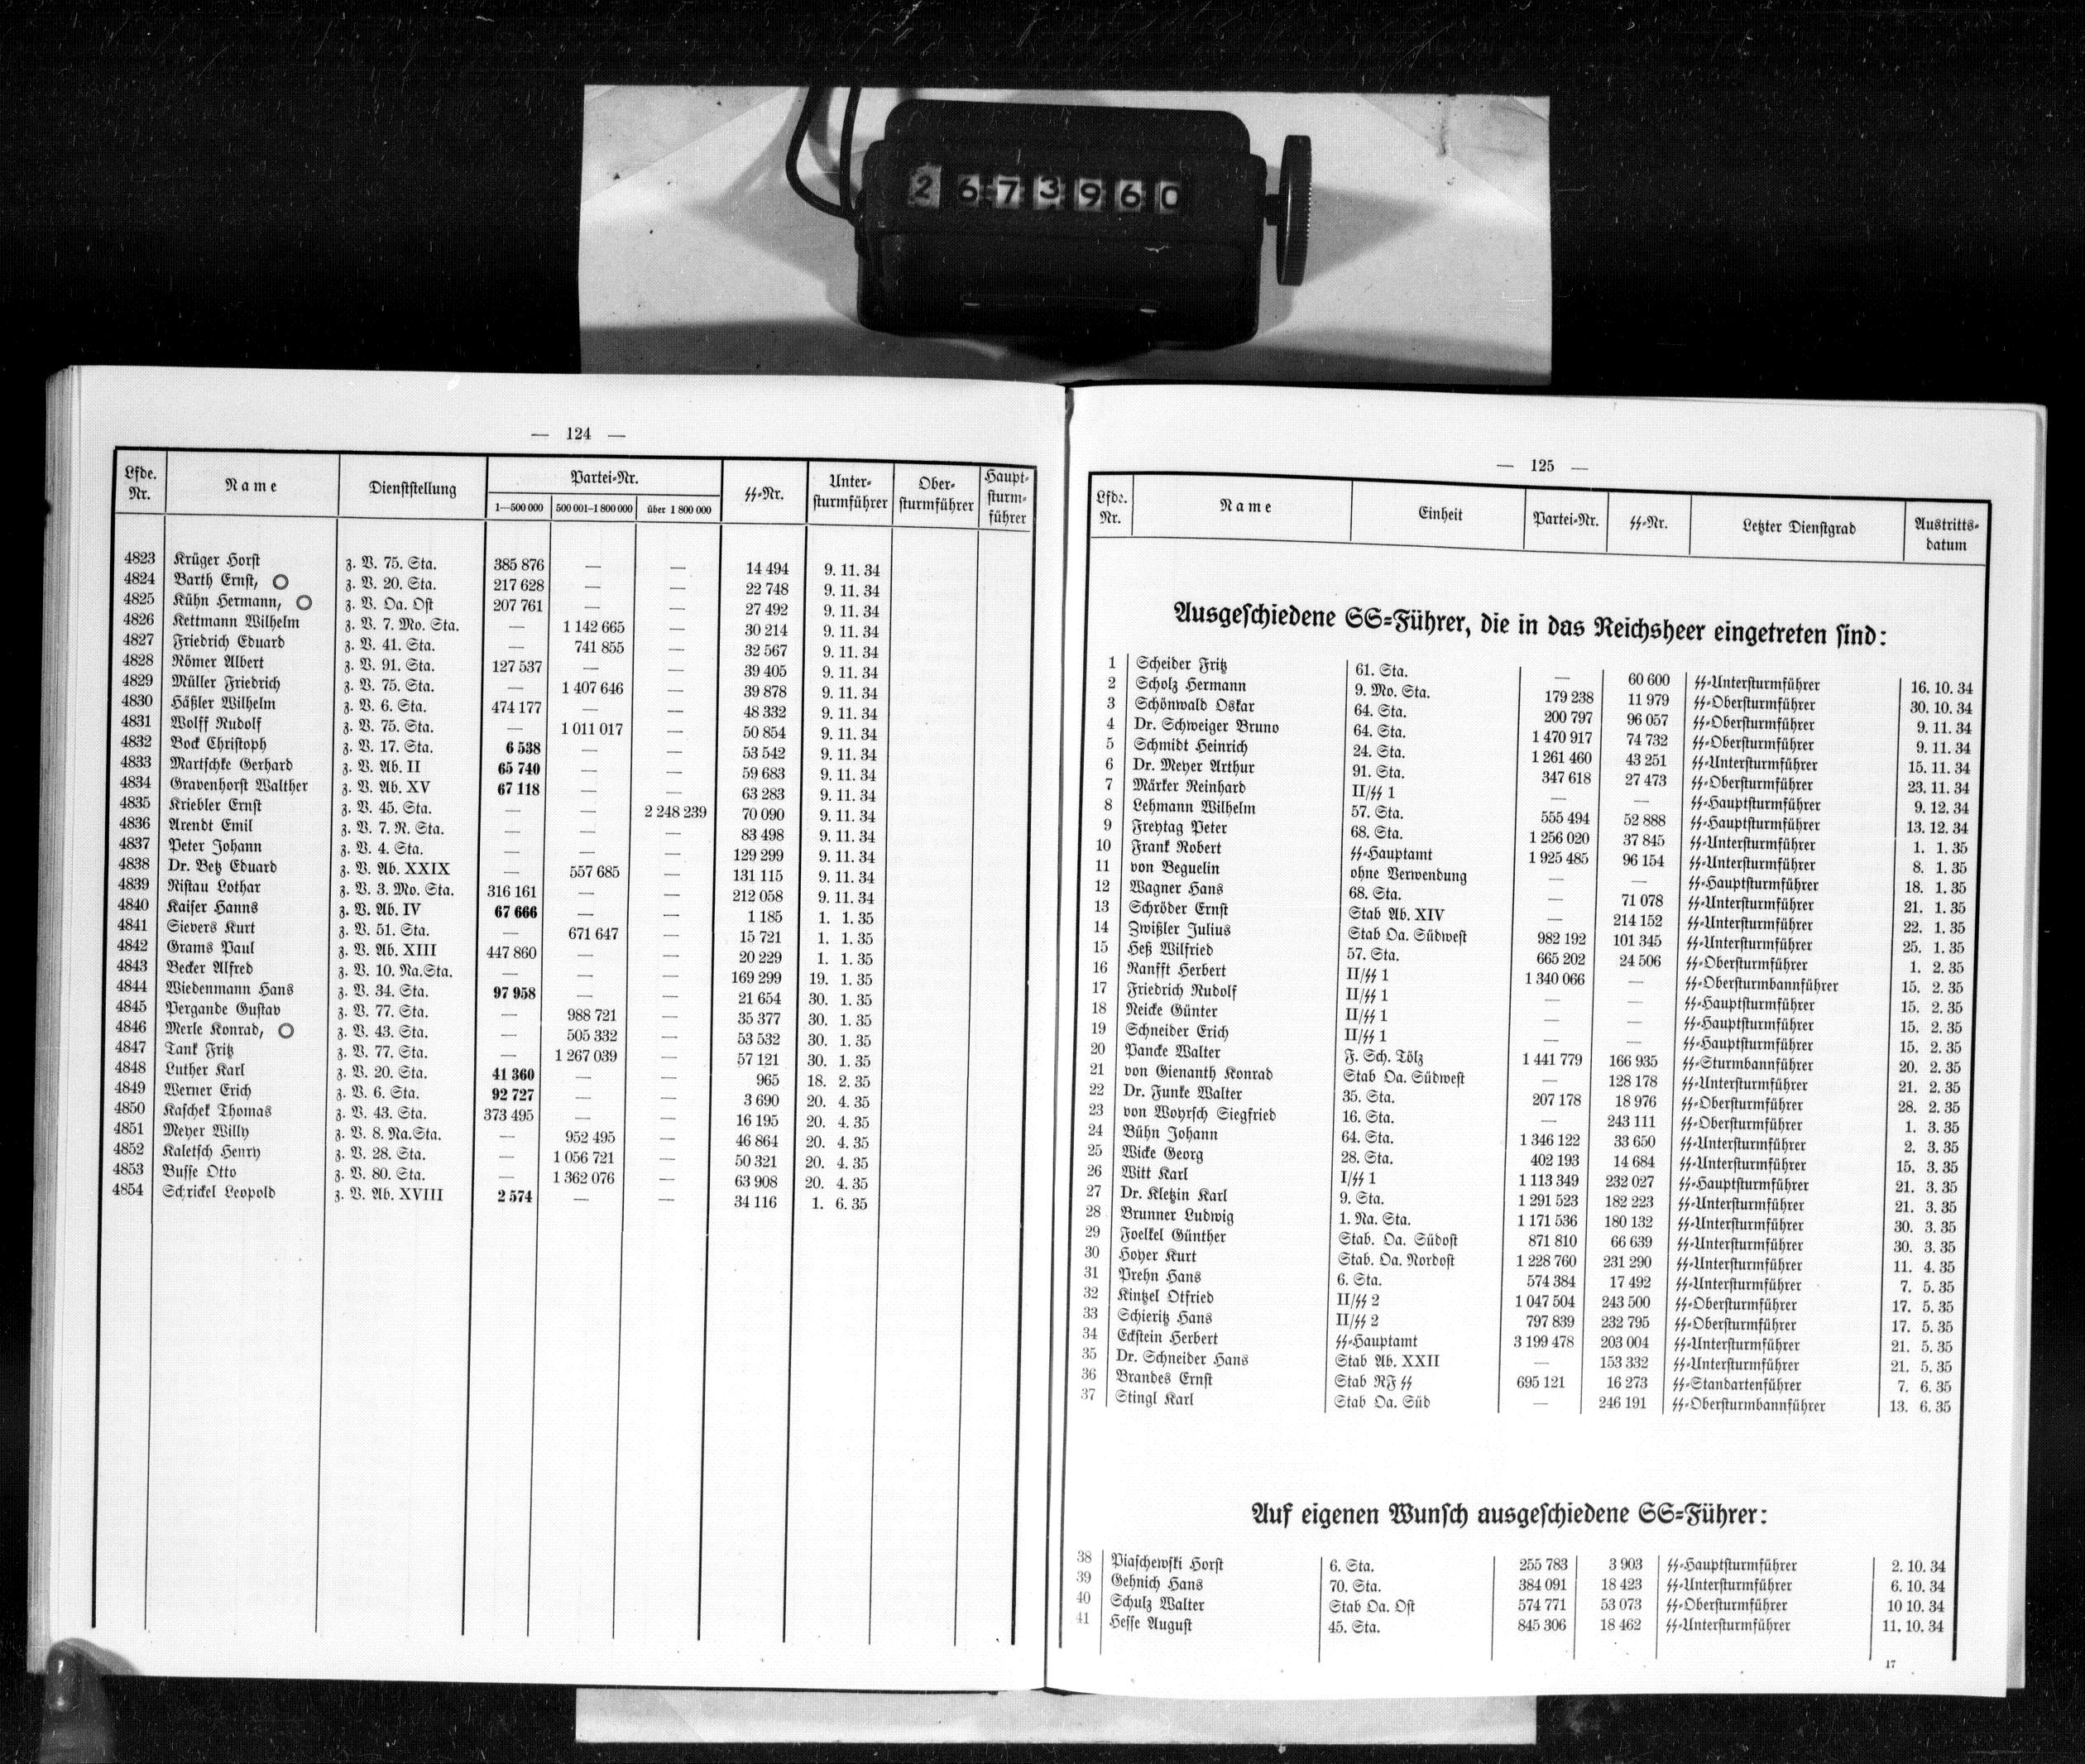 2 6 7 3 9 6 0
— 124 —
Lfde. Nr. Name Dienststellung Partei-Nr. 1—500 000 500 001–1 800 000 über 1 800 000 SS-Nr. Unter-sturmführer Ober-sturmführer Haupt-sturm-führer
4823 Krüger Horst z. V. 75. Sta. 385 876 — — 14 494 9. 11. 34
4824 Barth Ernst, O z. V. 20. Sta. 217 628 — — 22 748 9. 11. 34
4825 Kühn Hermann, O z. V. Oa. Ost 207 761 — — 27 492 9. 11. 34
4826 Kettmann Wilhelm z. V. 7. Mo. Sta. — 1 142 665 — 30 214 9. 11. 34
4827 Friedrich Eduard z. V. 41. Sta. — 741 855 — 32 567 9. 11. 34
4828 Römer Albert z. V. 91. Sta. 127 537 — — 39 405 9. 11. 34
4829 Müller Friedrich z. V. 75. Sta. — 1 407 646 — 39 878 9. 11. 34
4830 Häßler Wilhelm z. V. 6. Sta. 474 177 — — 48 332 9. 11. 34
4831 Wolff Rudolf z. V. 75. Sta. — 1 011 017 — 50 854 9. 11. 34
4832 Bock Christoph z. V. 17. Sta. 6 538 — — 53 542 9. 11. 34
4833 Martschke Gerhard z. V. Ab. II 65 740 — — 59 683 9. 11. 34
4834 Gravenhorst Walther z. V. Ab. XV 67 118 — — 63 283 9. 11. 34
4835 Kriebler Ernst z. V. 45. Sta. — — 2 248 239 70 090 9. 11. 34
4836 Arendt Emil z. V. 7. R. Sta. — — — 83 498 9. 11. 34
4837 Peter Johann z. V. 4. Sta. — — — 129 299 9. 11. 34
4838 Dr. Betz Eduard z. V. Ab. XXIX — 557 685 — 131 115 9. 11. 34
4839 Ristau Lothar z. V. 3. Mo. Sta. 316 161 — — 212 058 9. 11. 34
4840 Kaiser Hanns z. V. Ab. IV 67 666 — — 1 185 1. 1. 35
4841 Sievers Kurt z. V. 51. Sta. — 671 647 — 15 721 1. 1. 35
4842 Grams Paul z. V. Ab. XIII 447 860 — — 20 229 1. 1. 35
4843 Becker Alfred z. V. 10. Na.Sta. — — — 169 299 19. 1. 35
4844 Wiedenmann Hans z. V. 34. Sta. 97 958 — — 21 654 30. 1. 35
4845 Pergande Gustav z. V. 77. Sta. — 988 721 — 35 377 30. 1. 35
4846 Merle Konrad, O z. V. 43. Sta. — 505 332 — 53 532 30. 1. 35
4847 Tank Fritz z. V. 77. Sta. — 1 267 039 — 57 121 30. 1. 35
4848 Luther Karl z. V. 20. Sta. 41 360 — — 965 18. 2. 35
4849 Werner Erich z. V. 6. Sta. 92 727 — — 3 690 20. 4. 35
4850 Kaschek Thomas z. V. 43. Sta. 373 495 — — 16 195 20. 4. 35
4851 Meyer Willy z. V. 8. Na.Sta. — 952 495 — 46 864 20. 4. 35
4852 Kaletsch Henry z. V. 28. Sta. — 1 056 721 — 50 321 20. 4. 35
4853 Busse Otto z. V. 80. Sta. — 1 362 076 — 63 908 20. 4. 35
4854 Schrickel Leopold z. V. Ab. XVIII 2 574 — — 34 116 1. 6. 35
— 125 —
Lfde. Nr. Name Einheit Partei-Nr. SS-Nr. Letzter Dienstgrad Austritts-datum
Ausgeschiedene SS-Führer, die in das Reichsheer eingetreten sind:
1 Scheider Fritz 61. Sta. — 60 600 SS-Untersturmführer 16. 10. 34
2 Scholz Hermann 9. Mo. Sta. 179 238 11 979 SS-Obersturmführer 30. 10. 34
3 Schönwald Oskar 64. Sta. 200 797 96 057 SS-Obersturmführer 9. 11. 34
4 Dr. Schweiger Bruno 64. Sta. 1 470 917 74 732 SS-Obersturmführer 9. 11. 34
5 Schmidt Heinrich 24. Sta. 1 261 460 43 251 SS-Untersturmführer 15. 11. 34
6 Dr. Meyer Arthur 91. Sta. 347 618 27 473 SS-Obersturmführer 23. 11. 34
7 Märker Reinhard II/SS 1 — — SS-Hauptsturmführer 9. 12. 34
8 Lehmann Wilhelm 57. Sta. 555 494 52 888 SS-Hauptsturmführer 13. 12. 34
9 Freytag Peter 68. Sta. 1 256 020 37 845 SS-Untersturmführer 1. 1. 35
10 Frank Robert SS-Hauptamt 1 925 485 96 154 SS-Untersturmführer 8. 1. 35
11 von Beguelin ohne Verwendung — — SS-Hauptsturmführer 18. 1. 35
12 Wagner Hans 68. Sta. — 71 078 SS-Untersturmführer 21. 1. 35
13 Schröder Ernst Stab Ab. XIV — 214 152 SS-Untersturmführer 22. 1. 35
14 Zwißler Julius Stab Oa. Südwest 982 192 101 345 SS-Untersturmführer 25. 1. 35
15 Heß Wilfried 57. Sta. 665 202 24 506 SS-Obersturmführer 1. 2. 35
16 Ranfft Herbert II/SS 1 1 340 066 — SS-Obersturmbannführer 15. 2. 35
17 Friedrich Rudolf II/SS 1 — — SS-Hauptsturmführer 15. 2. 35
18 Reicke Günter II/SS 1 — — SS-Hauptsturmführer 15. 2. 35
19 Schneider Erich II/SS 1 — — SS-Hauptsturmführer 15. 2. 35
20 Pancke Walter F. Sch. Tölz 1 441 779 166 935 SS-Sturmbannführer 20. 2. 35
21 von Gienanth Konrad Stab Oa. Südwest — 128 178 SS-Untersturmführer 21. 2. 35
22 Dr. Funke Walter 35. Sta. 207 178 18 976 SS-Obersturmführer 28. 2. 35
23 von Woyrsch Siegfried 16. Sta. — 243 111 SS-Obersturmführer 1. 3. 35
24 Bühn Johann 64. Sta. 1 346 122 33 650 SS-Untersturmführer 2. 3. 35
25 Wicke Georg 28. Sta. 402 193 14 684 SS-Untersturmführer 15. 3. 35
26 Witt Karl I/SS 1 1 113 349 232 027 SS-Hauptsturmführer 21. 3. 35
27 Dr. Kletzin Karl 9. Sta. 1 291 523 182 223 SS-Untersturmführer 21. 3. 35
28 Brunner Ludwig 1. Na. Sta. 1 171 536 180 132 SS-Untersturmführer 30. 3. 35
29 Foelkel Günther Stab. Oa. Südost 871 810 66 639 SS-Untersturmführer 30. 3. 35
30 Hoyer Kurt Stab. Oa. Nordost 1 228 760 231 290 SS-Untersturmführer 11. 4. 35
31 Prehn Hans 6. Sta. 574 384 17 492 SS-Untersturmführer 7. 5. 35
32 Kintzel Otfried II/SS 2 1 047 504 243 500 SS-Obersturmführer 17. 5. 35
33 Schieritz Hans II/SS 2 797 839 232 795 SS-Obersturmführer 17. 5. 35
34 Eckstein Herbert SS-Hauptamt 3 199 478 203 004 SS-Untersturmführer 21. 5. 35
35 Dr. Schneider Hans Stab Ab. XXII — 153 332 SS-Untersturmführer 21. 5. 35
36 Brandes Ernst Stab RF SS 695 121 16 273 SS-Standartenführer 7. 6. 35
37 Stingl Karl Stab Oa. Süd — 246 191 SS-Obersturmbannführer 13. 6. 35
Auf eigenen Wunsch ausgeschiedene SS-Führer:
38 Piaschewski Horst 6. Sta. 255 783 3 903 SS-Hauptsturmführer 2. 10. 34
39 Gehnich Hans 70. Sta. 384 091 18 423 SS-Untersturmführer 6. 10. 34
40 Schulz Walter Stab Oa. Ost 574 771 53 073 SS-Obersturmführer 10 10. 34
41 Hesse August 45. Sta. 845 306 18 462 SS-Untersturmführer 11. 10. 34
17